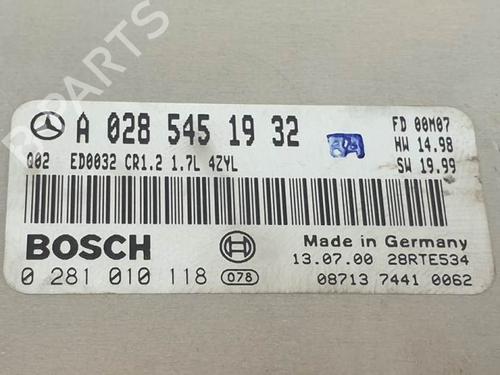 B-PARTS
A 028 545 19 32
FD 00M07
HW 14.98
SW 19.99
Q02 ED0032 CR1.2 1.7L 4ZYL
BOSCH
Made in Germany
0 281 010 118 078
13.07.00 28RTE534
08713 7441 0062